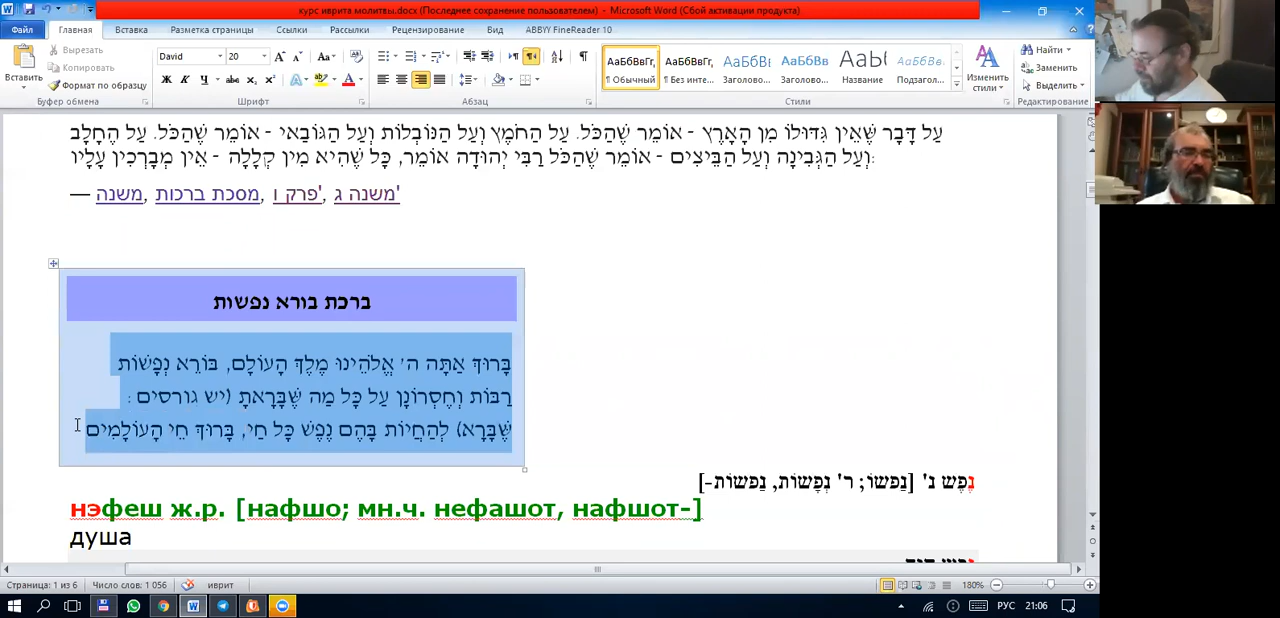 курс иврита молитвы.docx (Последнее сохранение пользователем) - Microsoft Word (Сбой активации продукта)
Файл Главная Вставка Разметка страницы Ссылки Рассылки Рецензирование Вид ABBYY FineReader 10
Вставить
Вырезать
Копировать
Формат по образцу
Буфер обмена
David 20
Ж К Ч abc
Шрифт
Абзац
АаБбВвГг, АаБбВвГг, АаБбВı АаБбВв АаЬ АаБбВвГ
¶ Обычный ¶ Без инте... Заголово... Заголово... Название Подзагол...
Стили
Изменить стили
Найти
Заменить
Выделить
Редактирование
עַל דָּבָר שֶׁאֵין גִּדּוּלוֹ מִן הָאָרֶץ - אוֹמֵר שֶׁהַכֹּל. עַל הַחֹמֶץ וְעַל הַנּוֹבְלוֹת וְעַל הַגּוֹבַאי - אוֹמֵר שֶׁהַכֹּל. עַל הֶחָלָב
וְעַל הַגְּבִינָה וְעַל הַבֵּיצִים - אוֹמֵר שֶׁהַכֹּל רַבִּי יְהוּדָה אוֹמֵר, כָּל שֶׁהִיא מִין קְלָלָה - אֵין מְבָרְכִין עָלָיו:
— משנה, מסכת ברכות, פרק ו', משנה ג'
ברכת בורא נפשות
בָּרוּךְ אַתָּה ה' אֱלֹהֵינוּ מֶלֶךְ הָעוֹלָם, בּוֹרֵא נְפָשׁוֹת
רַבּוֹת וְחֶסְרוֹנָן עַל כָּל מַה שֶּׁבָּרָאתָ (יש גורסים :
שֶּׁבָּרָא) לְהַחֲיוֹת בָּהֶם נֶפֶשׁ כָּל חַי, בָּרוּךְ חֵי הָעוֹלָמִים
נֶפֶשׁ נ' [נַפְשׁוֹ; ר' נְפָשׁוֹת, נַפְשׁוֹת-]
нэфеш ж.р. [нафшо; мн.ч. нефашот, нафшот-]
душа
Страница: 1 из 6 Число слов: 1 056 иврит 180%
РУС 21:06